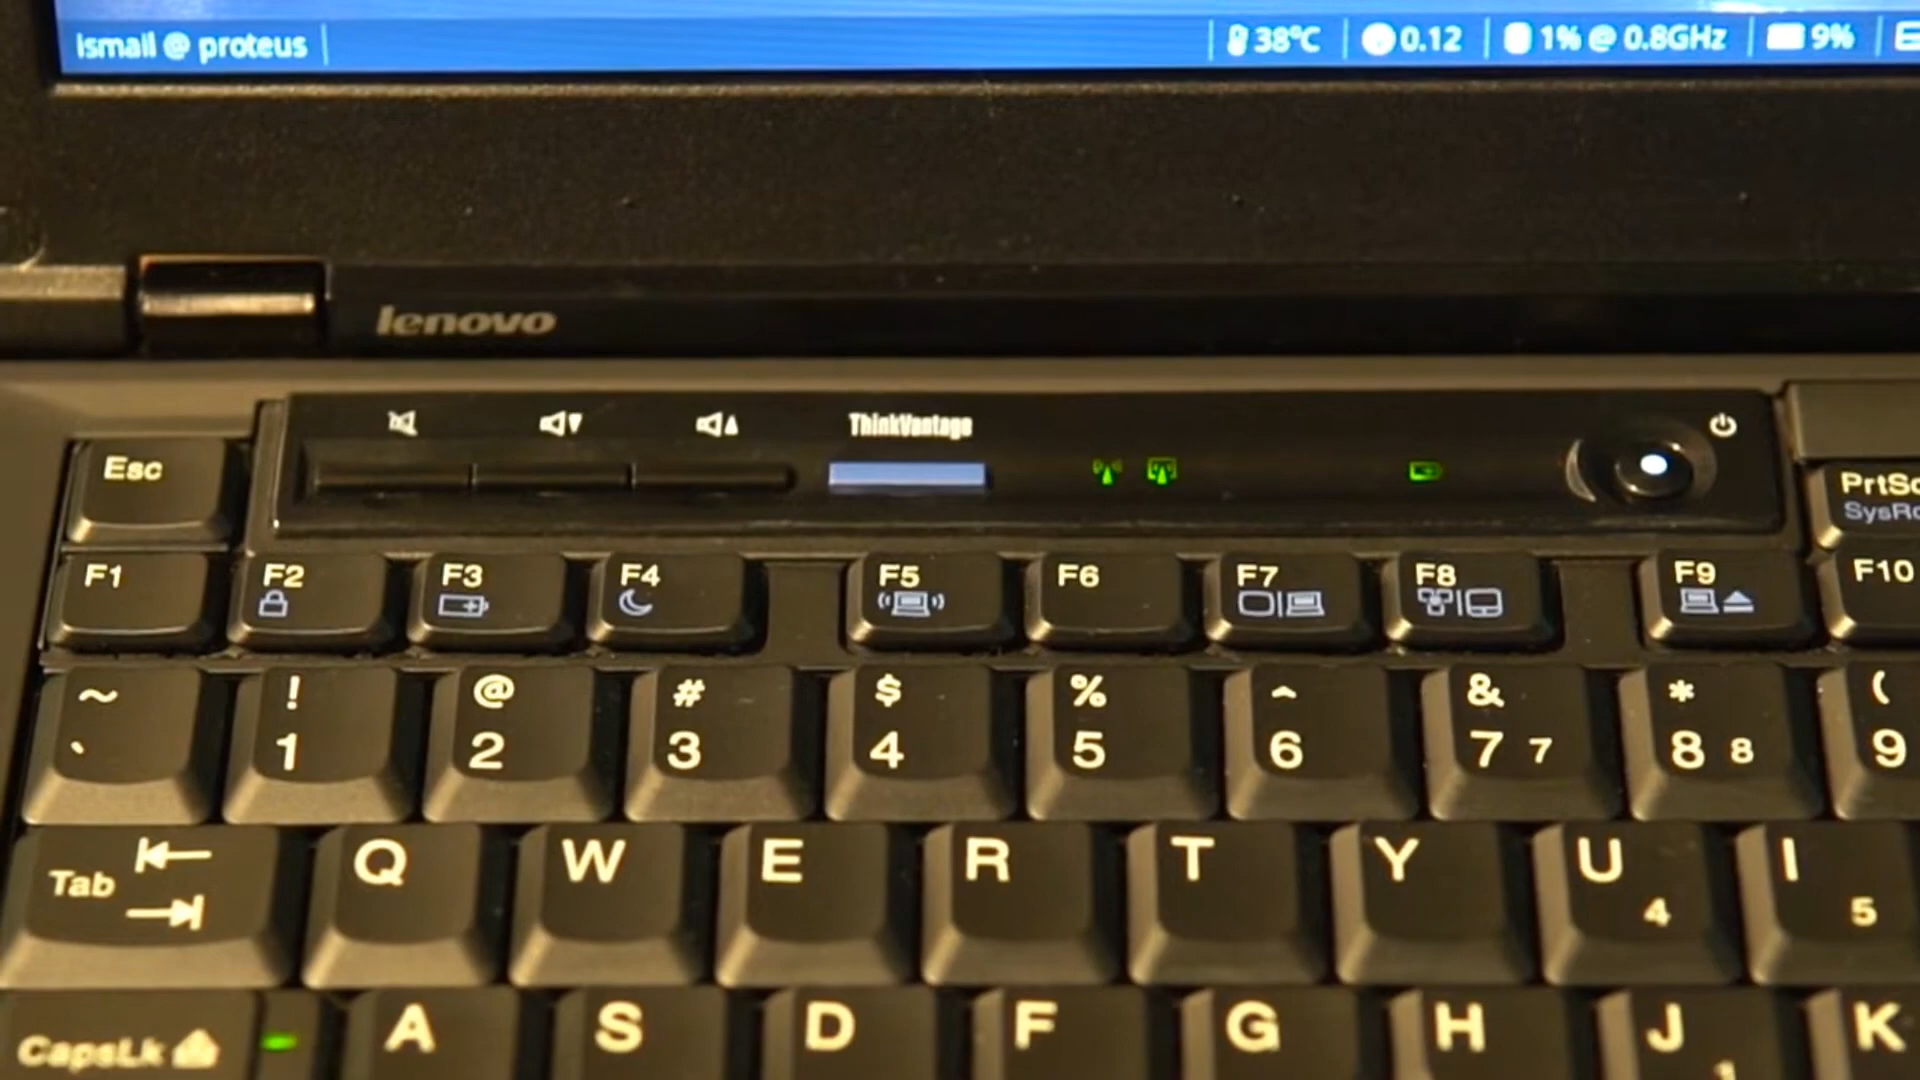 ismail @ proteus 38°C 0.12 1% @ 0.8GHz 9%
lenovo
ThinkVantage
Esc PrtSc
SysRq
F1 F2 F3 F4 F5 F6 F7 F8 F9 F10
~ ! @ # $ % ^ & * (
` 1 2 3 4 5 6 7 7 8 8 9
Tab Q W E R T Y U 4 I 5
CapsLk A S D F G H J 1 K